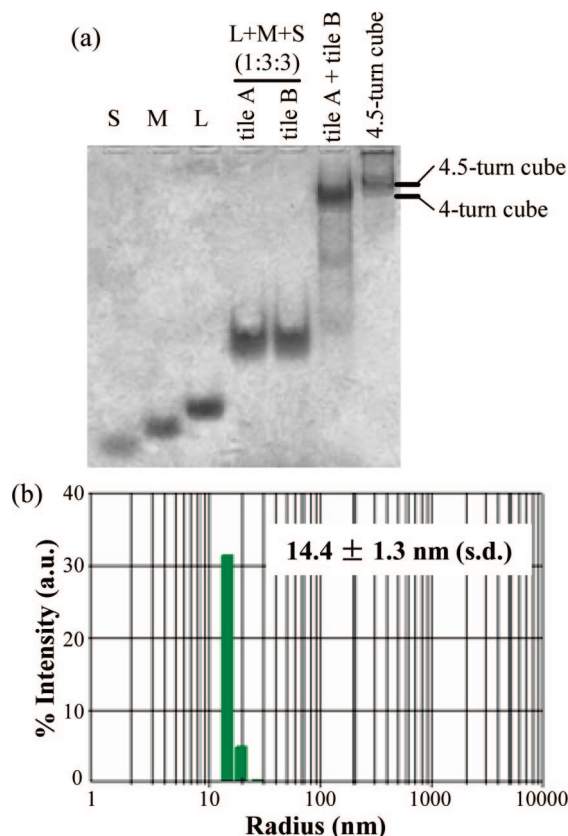 (a)
L+M+S
(1:3:3)
S
M
L
tile A
tile B
tile A + tile B
4.5-turn cube
4.5-turn cube
4-turn cube
(b)
40
30
20
10
0
% Intensity (a.u.)
14.4 ± 1.3 nm (s.d.)
1
10
100
1000
10000
Radius (nm)